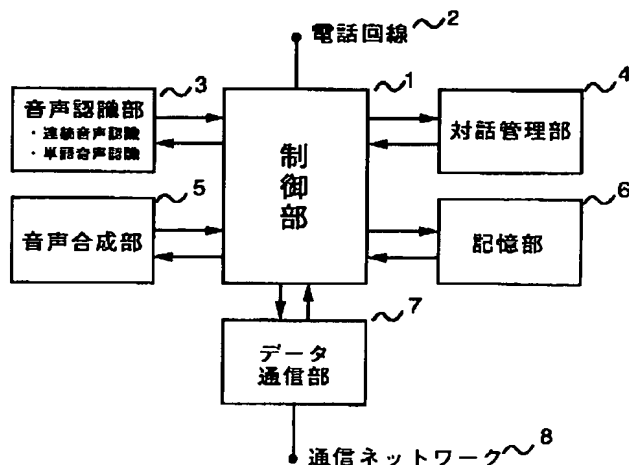 電話回線 2
音声認識部 3
・連続音声認識
・単語音声認識
制御部 1
対話管理部 4
音声合成部 5
記憶部 6
データ
通信部 7
通信ネットワーク 8